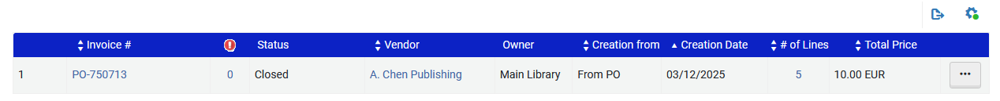 Invoice # Status Vendor Owner Creation from Creation Date # of Lines Total Price
1 PO-750713 0 Closed A. Chen Publishing Main Library From PO 03/12/2025 5 10.00 EUR ...